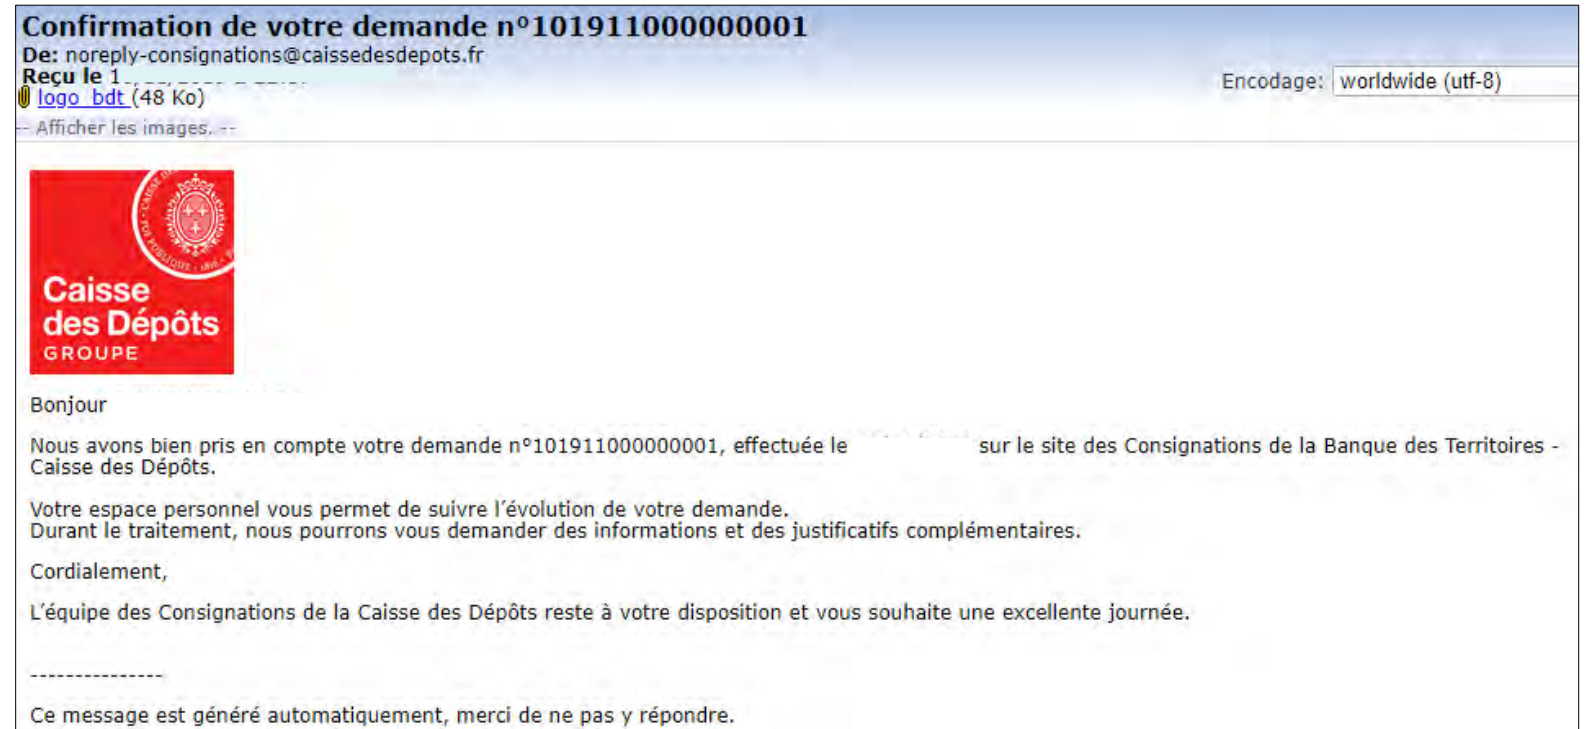 Confirmation de votre demande nº101911000000001
De: noreply-consignations@caissedesdepots.fr
Reçu le
Encodage: worldwide (utf-8)
logo_bdt (48 Ko)
-- Afficher les images. --
Caisse
des Dépôts
GROUPE
Bonjour
Nous avons bien pris en compte votre demande nº101911000000001, effectuée le sur le site des Consignations de la Banque des Territoires -
Caisse des Dépôts.
Votre espace personnel vous permet de suivre l'évolution de votre demande.
Durant le traitement, nous pourrons vous demander des informations et des justificatifs complémentaires.
Cordialement,
L'équipe des Consignations de la Caisse des Dépôts reste à votre disposition et vous souhaite une excellente journée.
---------------
Ce message est généré automatiquement, merci de ne pas y répondre.